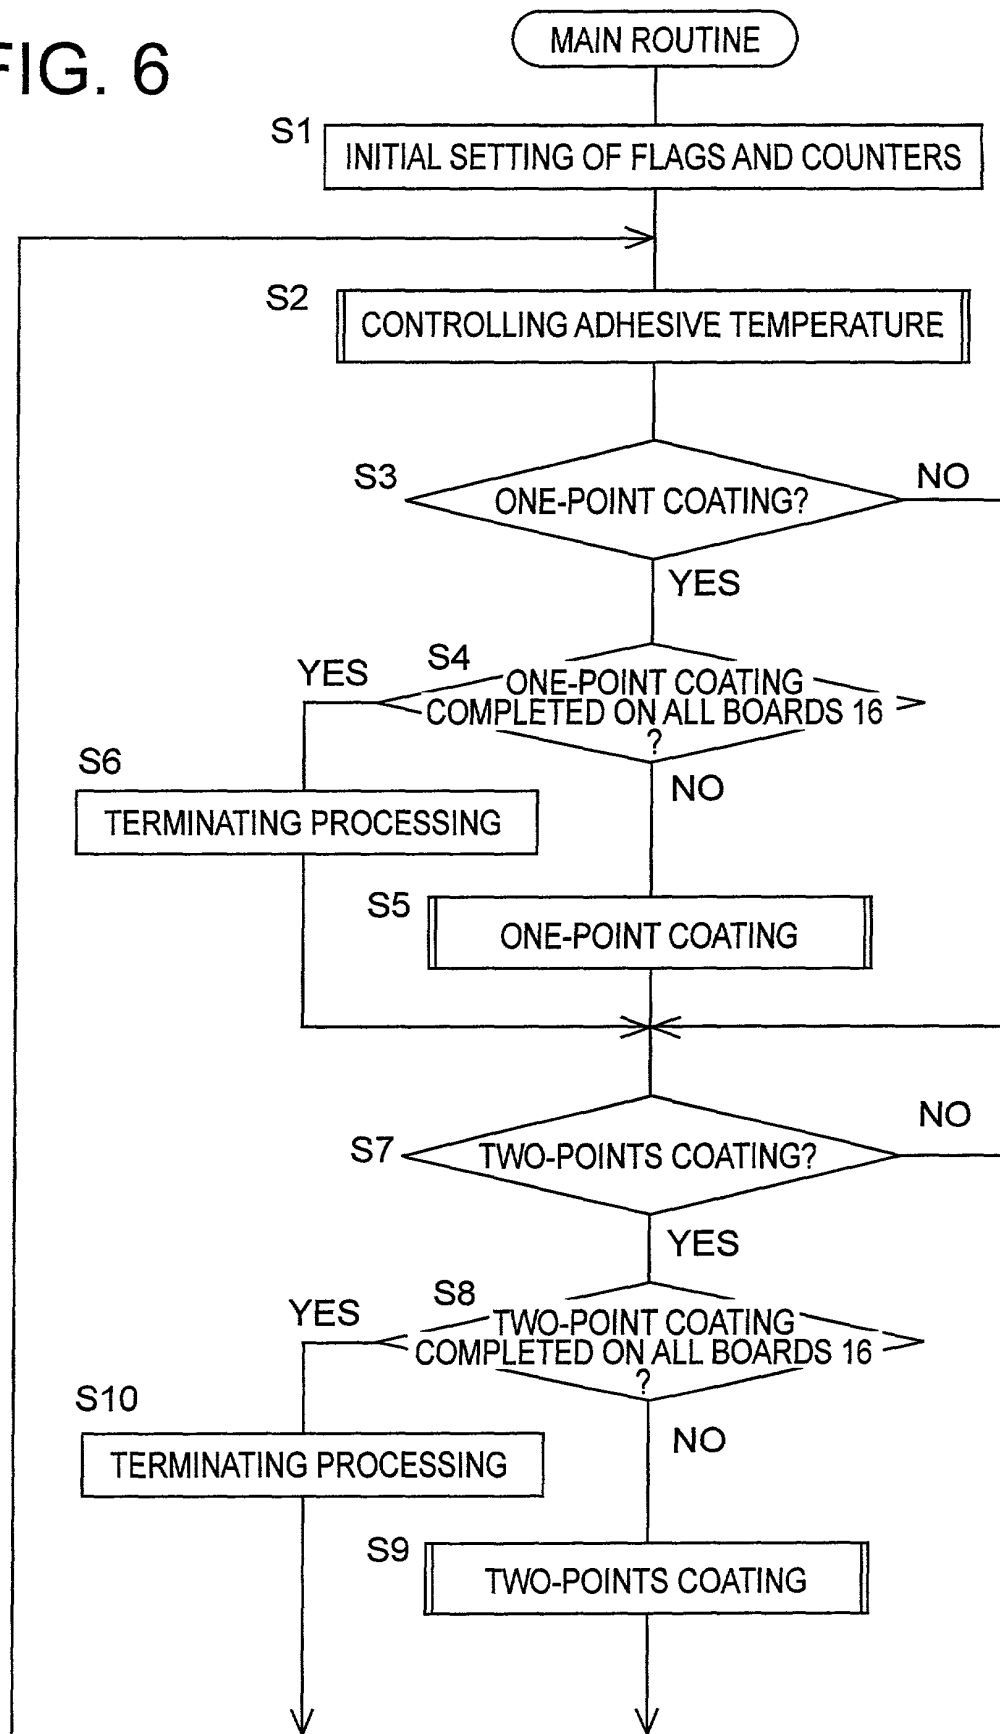 FIG. 6
MAIN ROUTINE
S1
INITIAL SETTING OF FLAGS AND COUNTERS
S2
CONTROLLING ADHESIVE TEMPERATURE
S3
ONE-POINT COATING?
NO
YES
S4
YES
ONE-POINT COATING
COMPLETED ON ALL BOARDS 16
?
S6
NO
TERMINATING PROCESSING
S5
ONE-POINT COATING
S7
TWO-POINTS COATING?
NO
YES
S8
YES
TWO-POINT COATING
COMPLETED ON ALL BOARDS 16
?
S10
NO
TERMINATING PROCESSING
S9
TWO-POINTS COATING